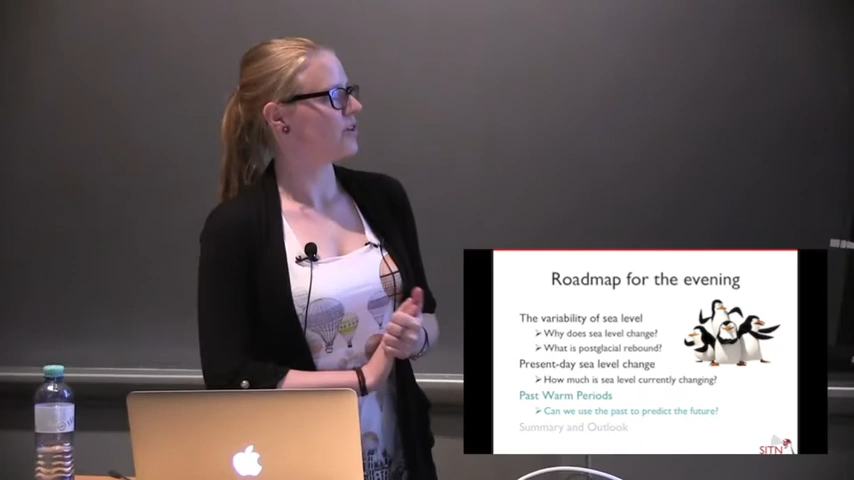 Roadmap for the evening
The variability of sea level
➢ Why does sea level change?
➢ What is postglacial rebound?
Present-day sea level change
➢ How much is sea level currently changing?
Past Warm Periods
➢ Can we use the past to predict the future?
Summary and Outlook
SITN